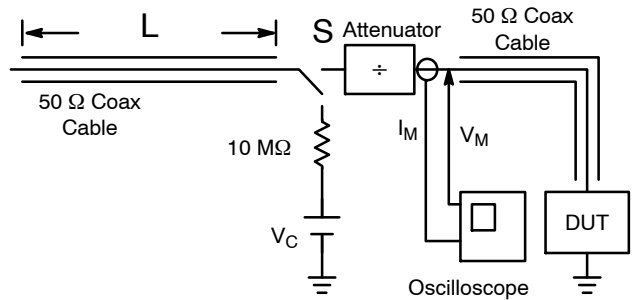 L
S
Attenuator
÷
50 Ω Coax
Cable
50 Ω Coax
Cable
I_M
V_M
10 MΩ
V_C
DUT
Oscilloscope